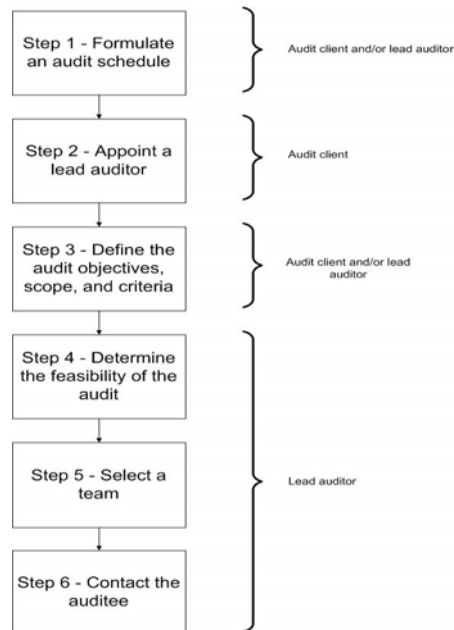 Step 1 - Formulate
an audit schedule
Audit client and/or lead auditor
Step 2 - Appoint a
lead auditor
Audit client
Step 3 - Define the
audit objectives,
scope, and criteria
Audit client and/or lead
auditor
Step 4 - Determine
the feasibility of the
audit
Step 5 - Select a
team
Lead auditor
Step 6 - Contact the
auditee